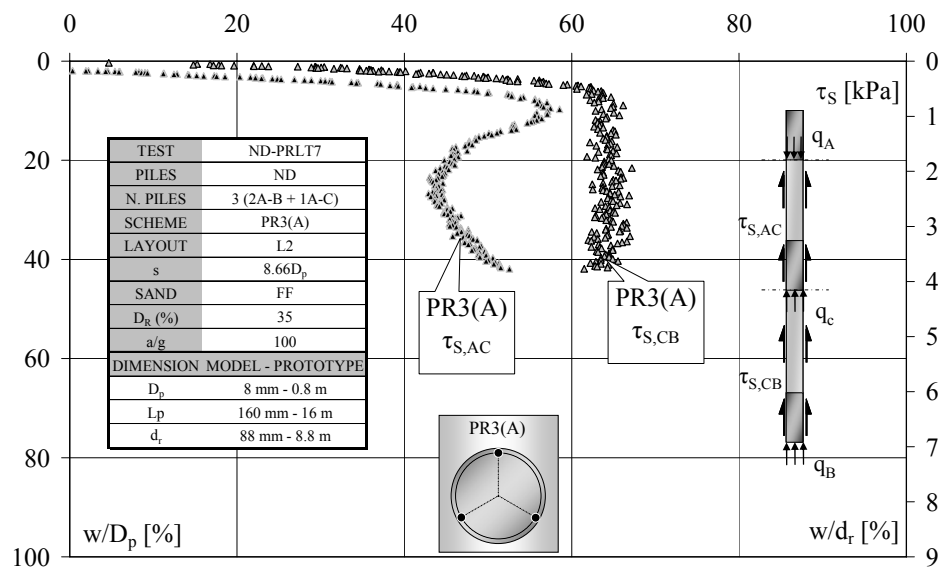 0 20 40 60 80 100
0 20 40 60 80 100
w/Dp [%]
0 1 2 3 4 5 6 7 8 9
w/dr [%]
τS [kPa]
TEST ND-PRLT7
PILES ND
N. PILES 3 (2A-B + 1A-C)
SCHEME PR3(A)
LAYOUT L2
s 8.66Dp
SAND FF
DR (%) 35
a/g 100
DIMENSION MODEL - PROTOTYPE
Dp 8 mm - 0.8 m
Lp 160 mm - 16 m
dr 88 mm - 8.8 m
PR3(A)
τS,AC
PR3(A)
τS,CB
PR3(A)
qA
τS,AC
qc
τS,CB
qB